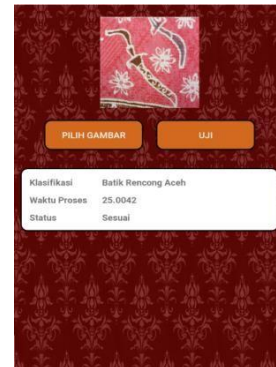 PILIH GAMBAR UJI
Klasifikasi Batik Rencong Aceh
Waktu Proses 25.0042
Status Sesuai